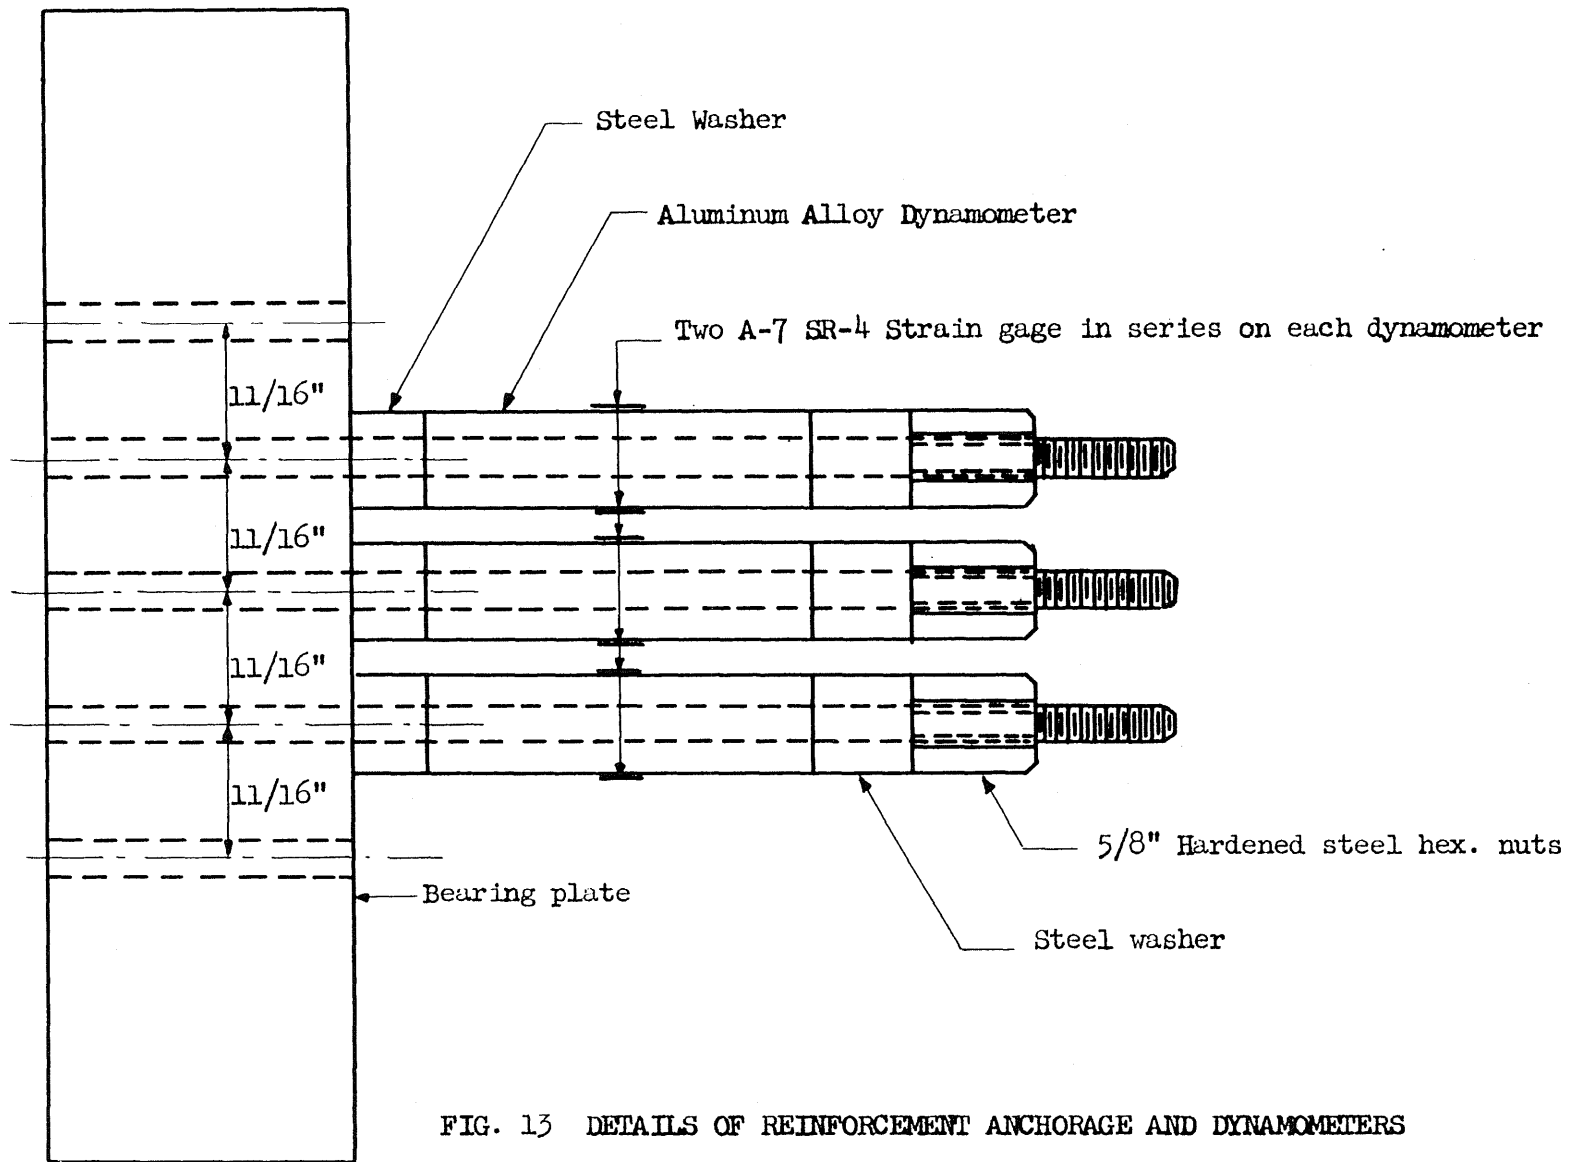 Steel Washer
Aluminum Alloy Dynamometer
Two A-7 SR-4 Strain gage in series on each dynamometer
11/16"
11/16"
11/16"
11/16"
5/8" Hardened steel hex. nuts
Bearing plate
Steel washer
FIG. 13 DETAILS OF REINFORCEMENT ANCHORAGE AND DYNAMOMETERS